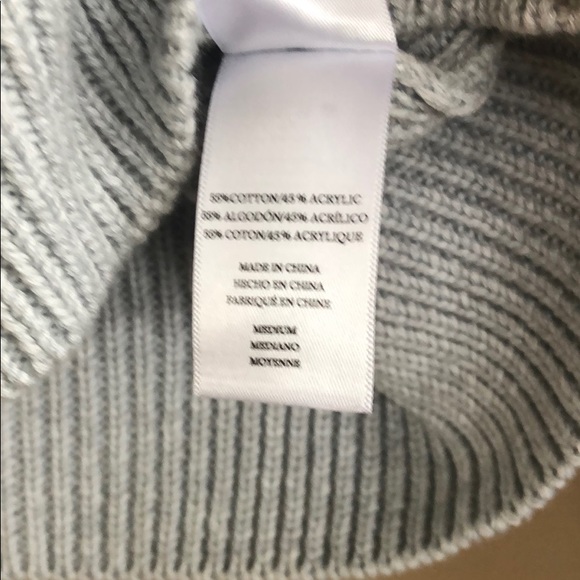 55%COTTON/45% ACRYLIC
55% ALGODÓN/45% ACRÍLICO
55% COTON/45% ACRYLIQUE
MADE IN CHINA
HECHO EN CHINA
FABRIQUÉ EN CHINE
MEDIUM
MEDIANO
MOYENNE